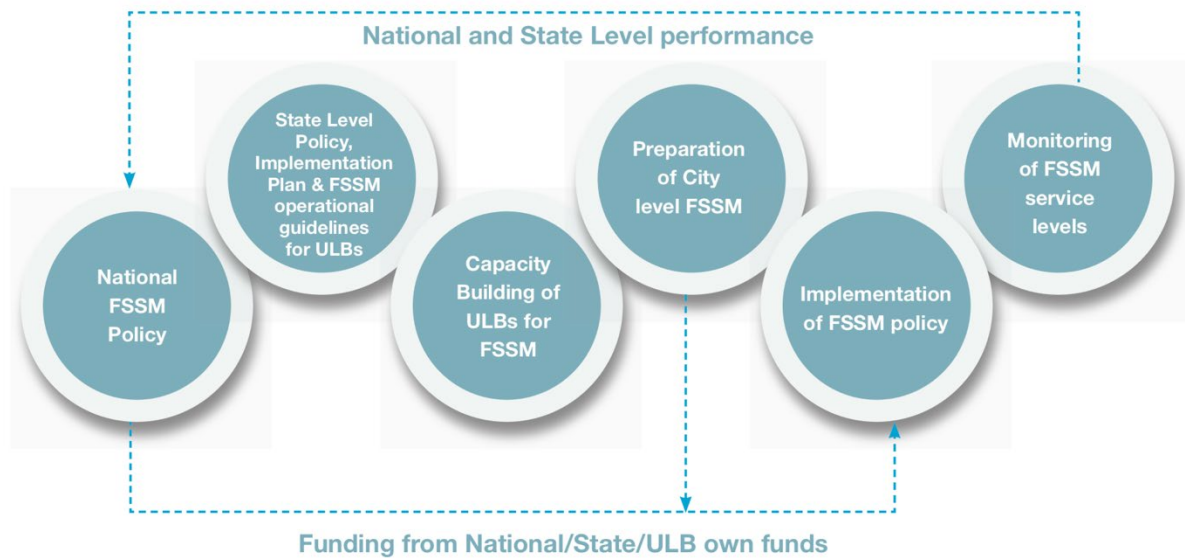 National and State Level performance
National
FSSM
Policy
State Level
Policy,
Implementation
Plan & FSSM
operational
guidelines
for ULBs
Capacity
Building of
ULBs for
FSSM
Preparation
of City
level FSSM
Implementation
of FSSM policy
Monitoring
of FSSM
service
levels
Funding from National/State/ULB own funds